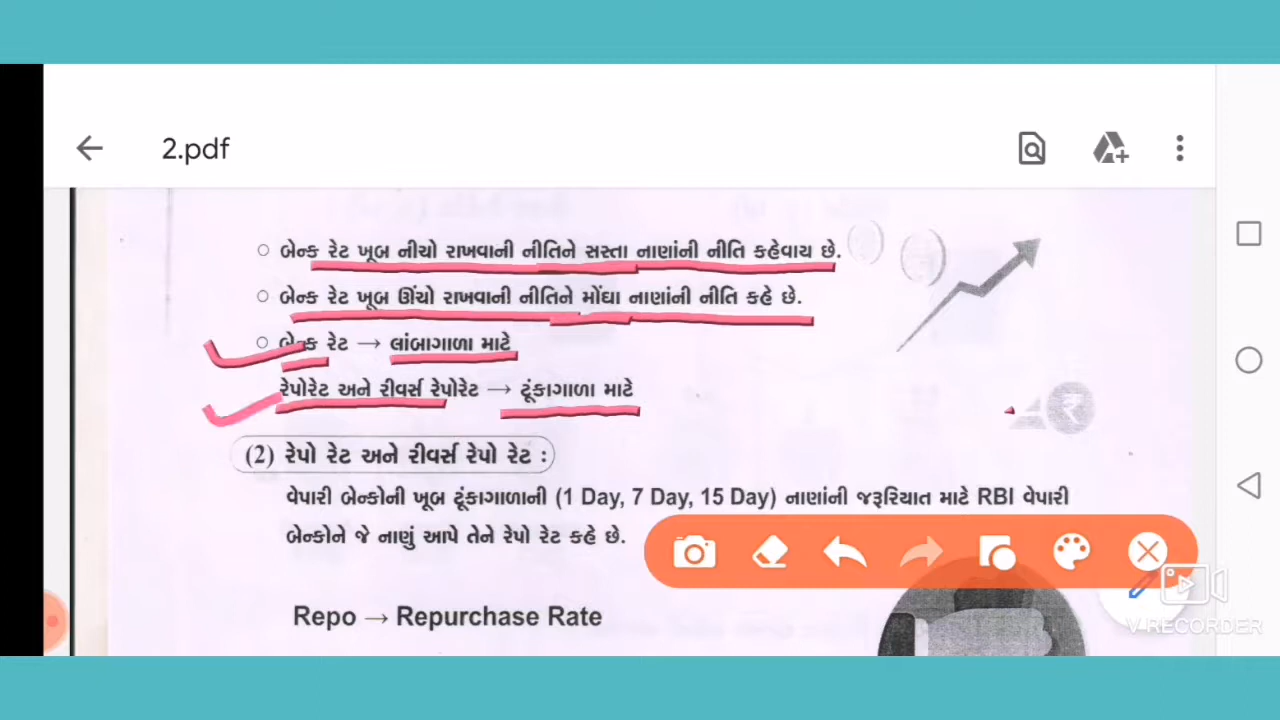 2.pdf
○ બેન્ક રેટ ખૂબ નીચો રાખવાની નીતિને સસ્તા નાણાંની નીતિ કહેવાય છે.
○ બેન્ક રેટ ખૂબ ઊંચો રાખવાની નીતિને મોંઘા નાણાંની નીતિ કહે છે.
○ બેન્ક રેટ → લાંબાગાળા માટે
રેપોરેટ અને રીવર્સ રેપોરેટ → ટૂંકાગાળા માટે
(2) રેપો રેટ અને રીવર્સ રેપો રેટ :
વેપારી બેન્કોની ખૂબ ટૂંકાગાળાની (1 Day, 7 Day, 15 Day) નાણાંની જરૂરિયાત માટે RBI વેપારી
બેન્કોને જે નાણું આપે તેને રેપો રેટ કહે છે.
Repo → Repurchase Rate
V RECORDER